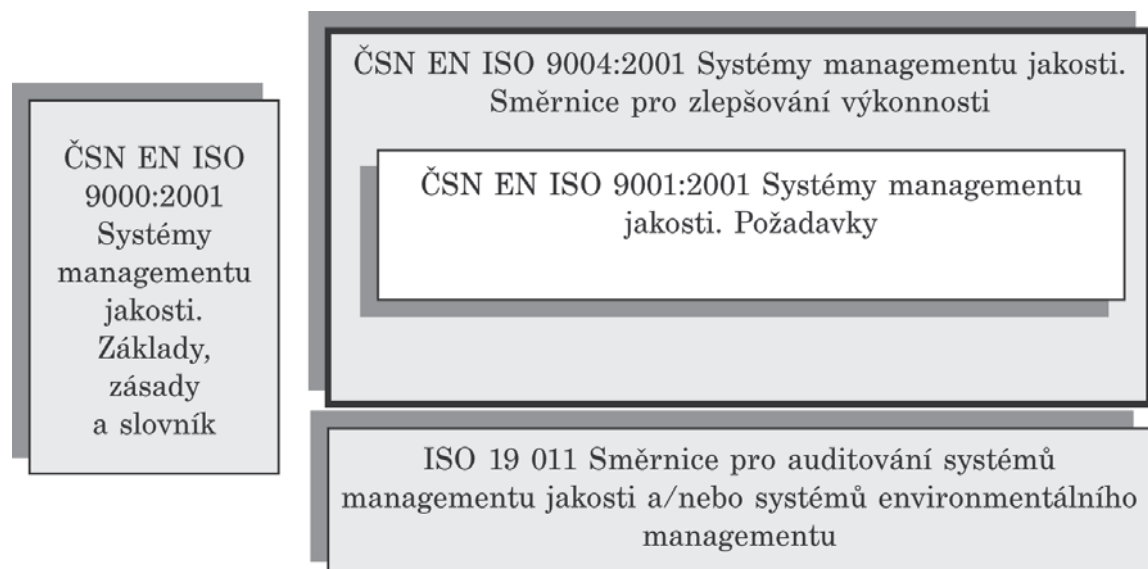 ČSN EN ISO
9000:2001
Systémy
managementu
jakosti.
Základy,
zásady
a slovník
ČSN EN ISO 9004:2001 Systémy managementu jakosti.
Směrnice pro zlepšování výkonnosti
ČSN EN ISO 9001:2001 Systémy managementu
jakosti. Požadavky
ISO 19 011 Směrnice pro auditování systémů
managementu jakosti a/nebo systémů environmentálního
managementu